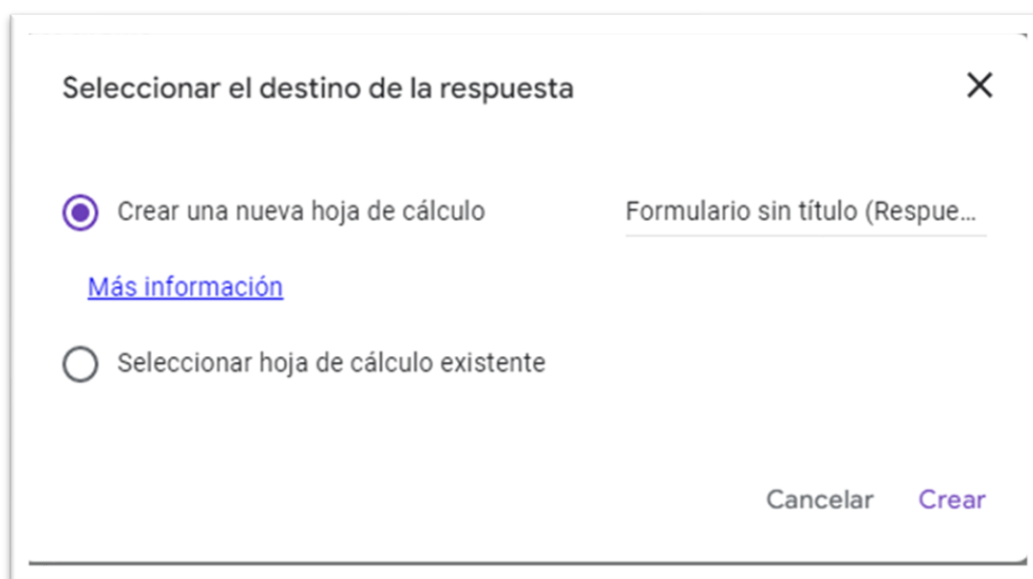 Seleccionar el destino de la respuesta
Crear una nueva hoja de cálculo Formulario sin título (Respue...
Más información
Seleccionar hoja de cálculo existente
Cancelar Crear